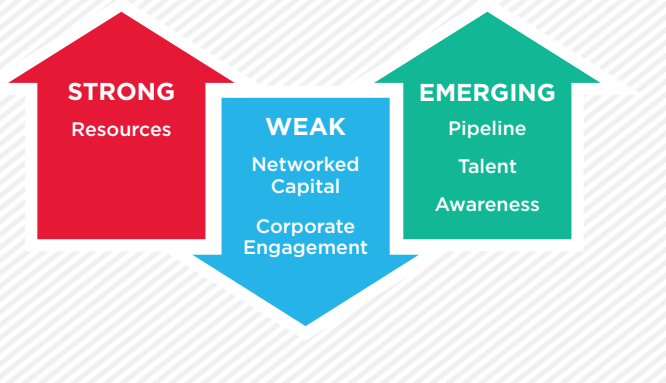 STRONG
Resources
WEAK
Networked
Capital
Corporate
Engagement
EMERGING
Pipeline
Talent
Awareness